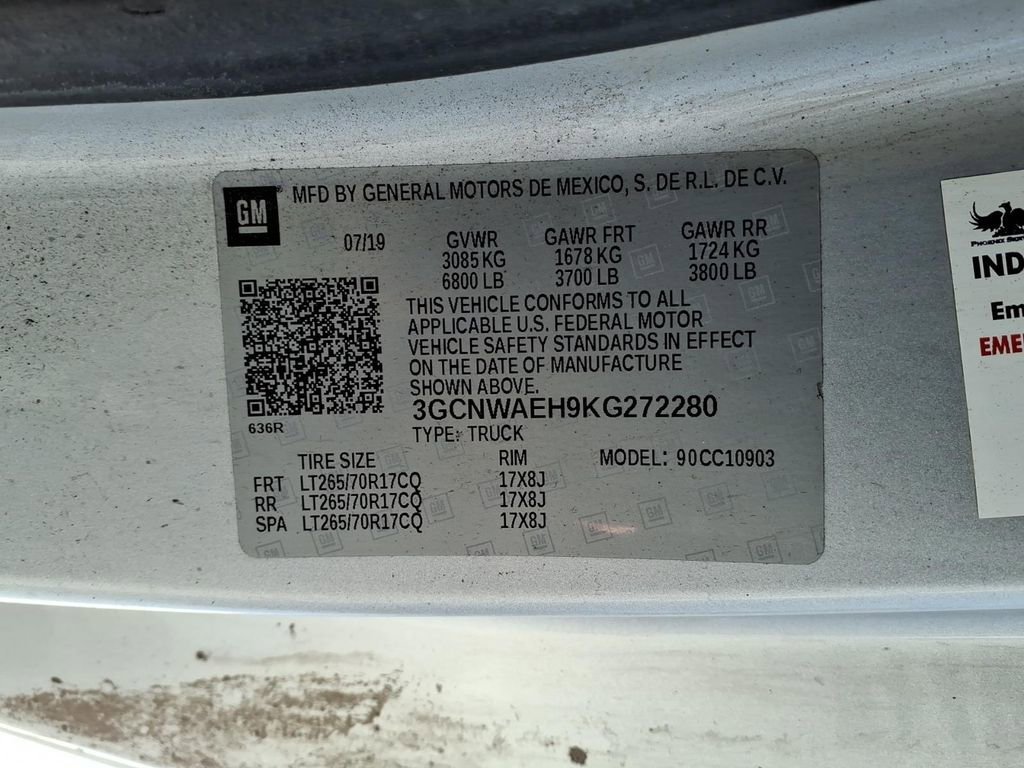 GM
MFD BY GENERAL MOTORS DE MEXICO, S. DE R.L. DE C.V.
07/19 GVWR GAWR FRT GAWR RR
3085 KG 1678 KG 1724 KG
6800 LB 3700 LB 3800 LB
THIS VEHICLE CONFORMS TO ALL
APPLICABLE U.S. FEDERAL MOTOR
VEHICLE SAFETY STANDARDS IN EFFECT
ON THE DATE OF MANUFACTURE
SHOWN ABOVE.
3GCNWAEH9KG272280
636R
TYPE: TRUCK
TIRE SIZE RIM MODEL: 90CC10903
FRT LT265/70R17CQ 17X8J
RR LT265/70R17CQ 17X8J
SPA LT265/70R17CQ 17X8J
PHOENIX
IND
Em
EME